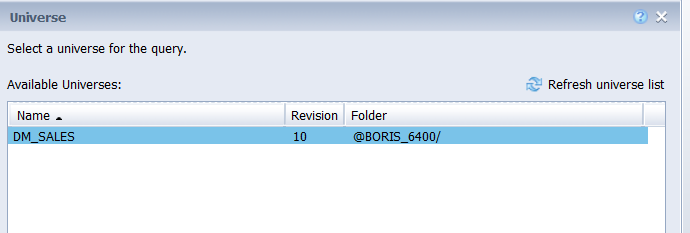 Universe
Select a universe for the query.
Available Universes:
Refresh universe list
Name Revision Folder
DM_SALES 10 @BORIS_6400/